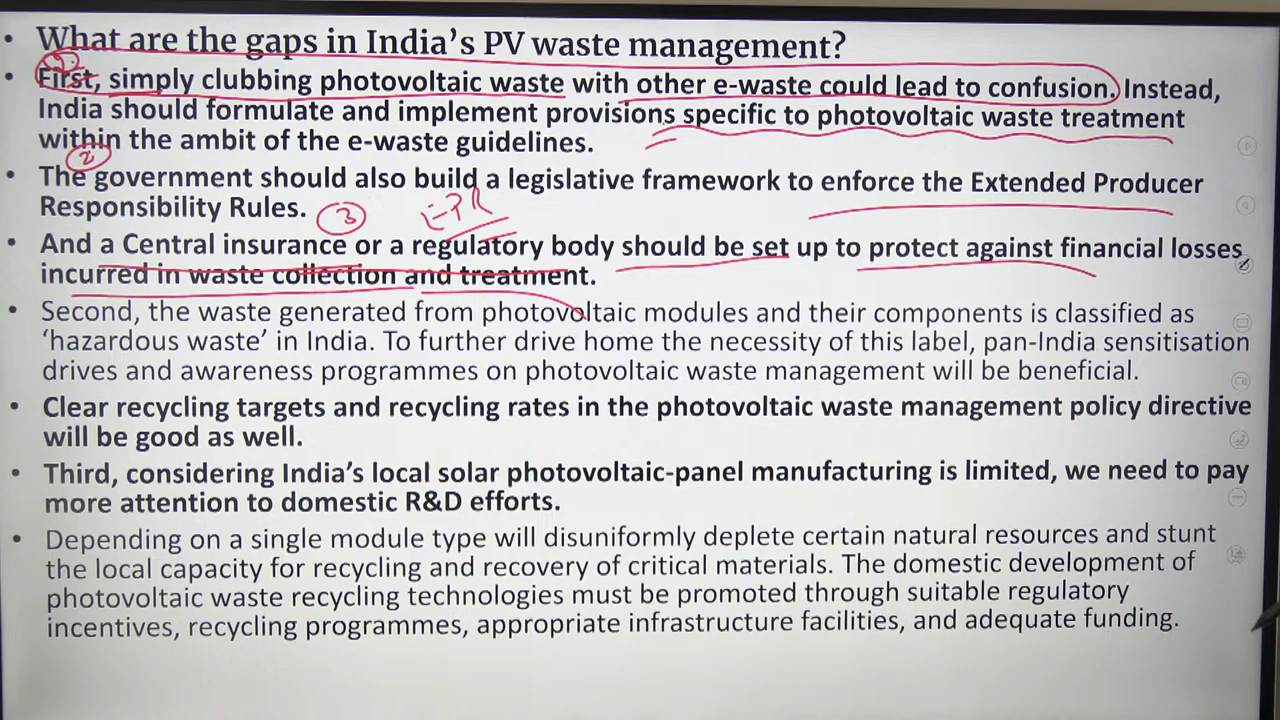 • What are the gaps in India's PV waste management?
1
• First, simply clubbing photovoltaic waste with other e-waste could lead to confusion. Instead,
India should formulate and implement provisions specific to photovoltaic waste treatment
within the ambit of the e-waste guidelines.
2
• The government should also build a legislative framework to enforce the Extended Producer
Responsibility Rules.
3 EPR
• And a Central insurance or a regulatory body should be set up to protect against financial losses
incurred in waste collection and treatment.
• Second, the waste generated from photovoltaic modules and their components is classified as
‘hazardous waste’ in India. To further drive home the necessity of this label, pan-India sensitisation
drives and awareness programmes on photovoltaic waste management will be beneficial.
• Clear recycling targets and recycling rates in the photovoltaic waste management policy directive
will be good as well.
• Third, considering India's local solar photovoltaic-panel manufacturing is limited, we need to pay
more attention to domestic R&D efforts.
• Depending on a single module type will disuniformly deplete certain natural resources and stunt
the local capacity for recycling and recovery of critical materials. The domestic development of
photovoltaic waste recycling technologies must be promoted through suitable regulatory
incentives, recycling programmes, appropriate infrastructure facilities, and adequate funding.